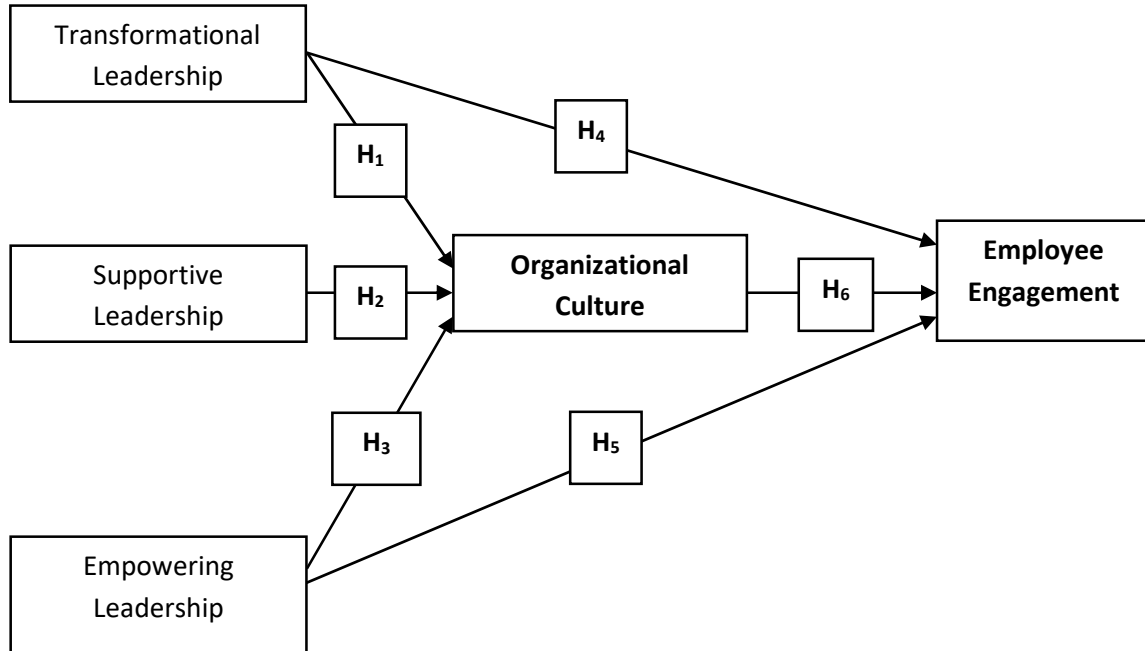 Transformational
Leadership
H₁
H₄
Supportive
Leadership
H₂
Organizational
Culture
H₆
Employee
Engagement
H₃
H₅
Empowering
Leadership